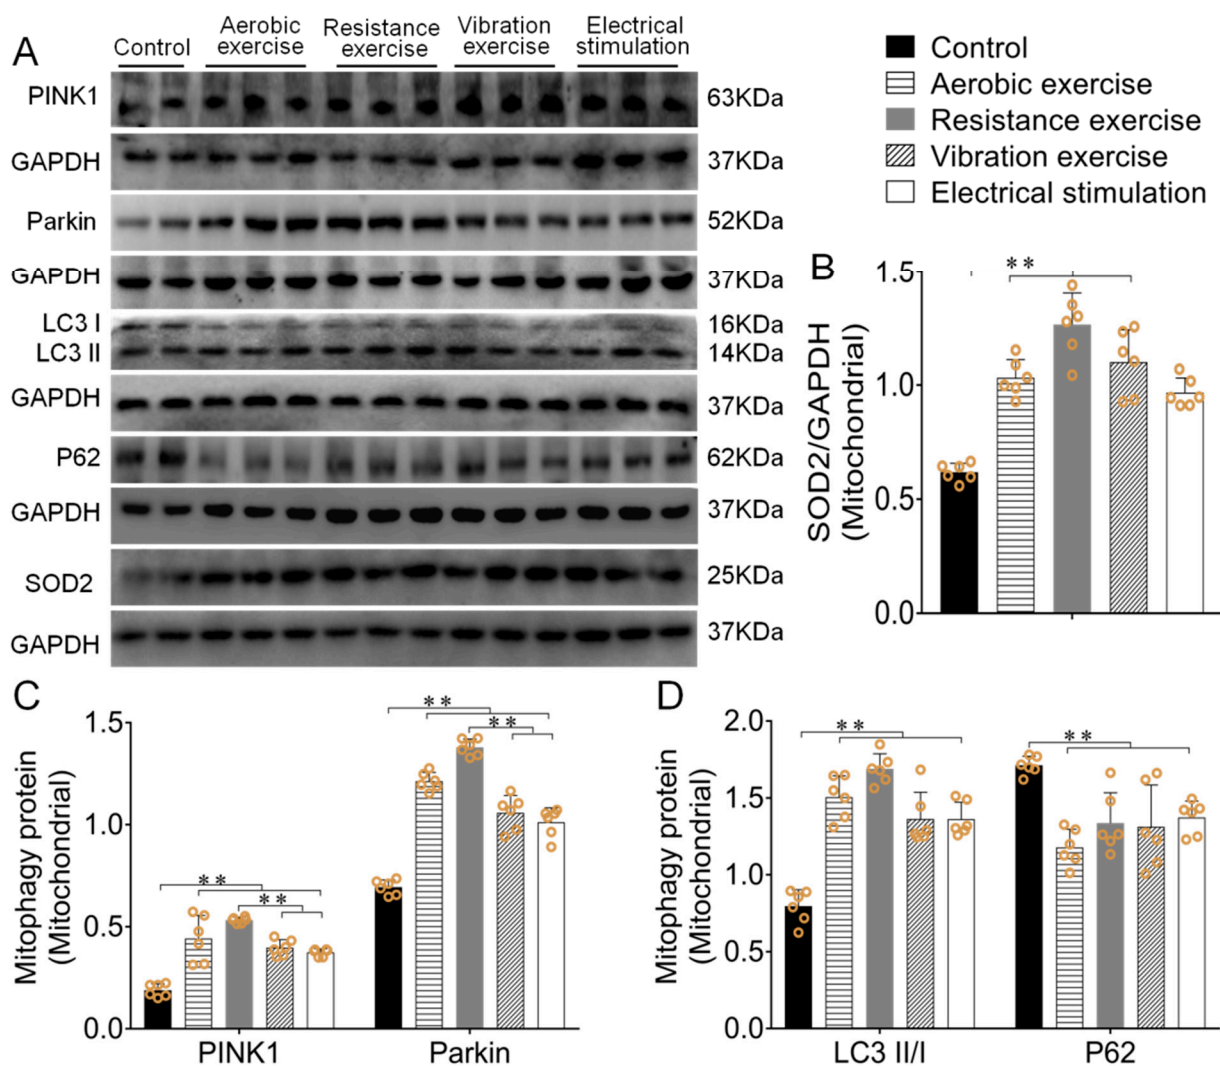 A
Control
Aerobic
exercise
Resistance
exercise
Vibration
exercise
Electrical
stimulation
PINK1
63KDa
GAPDH
37KDa
Parkin
52KDa
GAPDH
37KDa
LC3 I
16KDa
LC3 II
14KDa
GAPDH
37KDa
P62
62KDa
GAPDH
37KDa
SOD2
25KDa
GAPDH
37KDa
Control
Aerobic exercise
Resistance exercise
Vibration exercise
Electrical stimulation
B
SOD2/GAPDH
(Mitochondrial)
1.5
1.0
0.5
0.0
**
C
Mitophagy protein
(Mitochondrial)
1.5
1.0
0.5
0.0
**
**
**
**
PINK1
Parkin
D
Mitophagy protein
(Mitochondrial)
2.0
1.5
1.0
0.5
0.0
**
**
LC3 II/I
P62